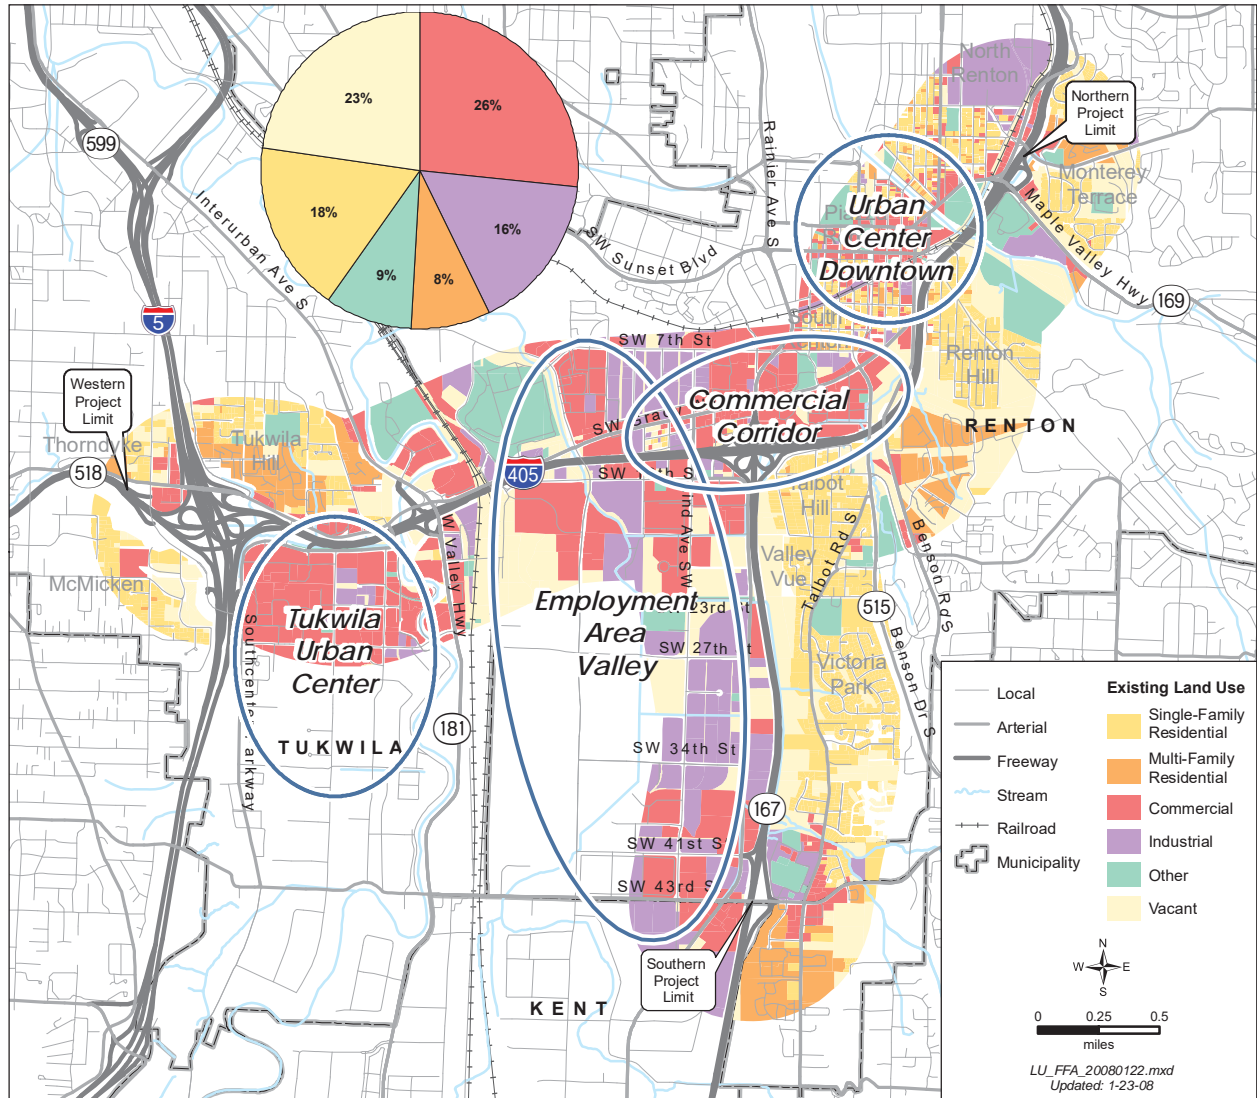 23%
26%
18%
16%
9%
8%
599
Interurban Ave S
5
Rainier Ave S
SW Sunset Blvd
North
Renton
Northern
Project
Limit
Monterey
Terrace
Maple Valley Hwy
169
Urban
Center
Downtown
South
Renton
Hill
RENTON
SW 7th St
Commercial
Corridor
SW Grady
405
Western
Project
Limit
Thorndyke
518
Tukwila
Hill
McMicken
W Valley Hwy
Tukwila
Urban
Center
TUKWILA
181
Employment
Area
Valley
Talbot
Hill
Valley
Vue
Talbot Rd S
Benson Rd S
515
Benson Dr S
Victoria
Park
SW 27th St
SW 34th St
167
SW 41st S
SW 43rd S
Southern
Project
Limit
KENT
Local
Arterial
Freeway
Stream
Railroad
Municipality
Existing Land Use
Single-Family
Residential
Multi-Family
Residential
Commercial
Industrial
Other
Vacant
N
W E
S
0 0.25 0.5
miles
LU_FFA_20080122.mxd
Updated: 1-23-08